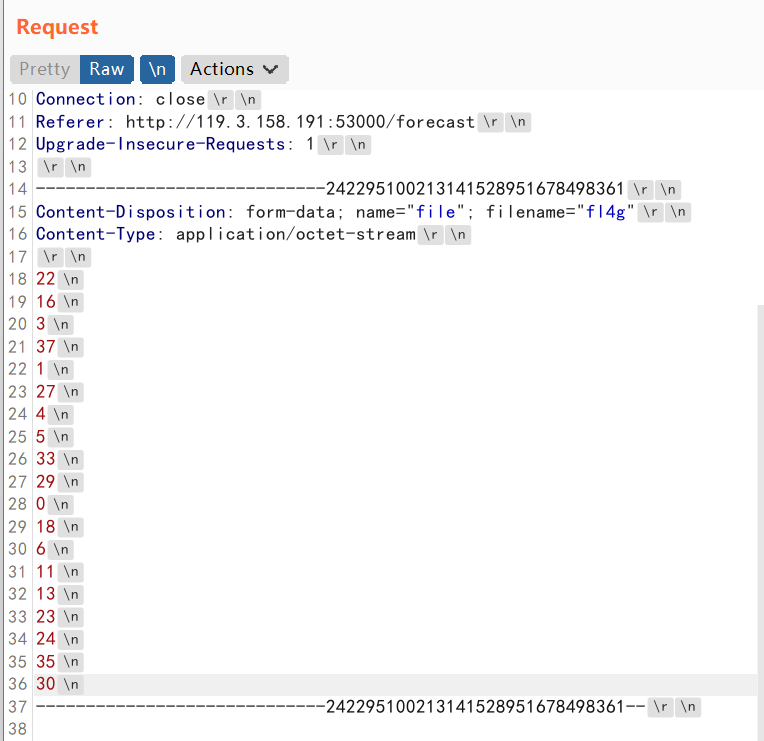 Request
Pretty Raw \n Actions
10 Connection: close \r \n
11 Referer: http://119.3.158.191:53000/forecast \r \n
12 Upgrade-Insecure-Requests: 1 \r \n
13 \r \n
14 -----------------------------242295100213141528951678498361 \r \n
15 Content-Disposition: form-data; name="file"; filename="fl4g" \r \n
16 Content-Type: application/octet-stream \r \n
17 \r \n
18 22 \n
19 16 \n
20 3 \n
21 37 \n
22 1 \n
23 27 \n
24 4 \n
25 5 \n
26 33 \n
27 29 \n
28 0 \n
29 18 \n
30 6 \n
31 11 \n
32 13 \n
33 23 \n
34 24 \n
35 35 \n
36 30 \n
37 -----------------------------242295100213141528951678498361-- \r \n
38